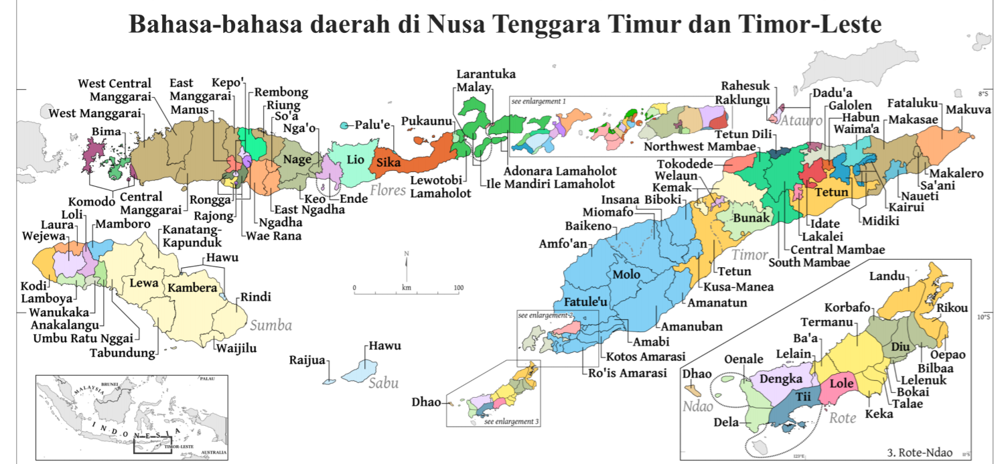 Bahasa-bahasa daerah di Nusa Tenggara Timur dan Timor-Leste
West Central
Manggarai
West Manggarai
Bima
East
Manggarai
Manus
Kepo'
Rembong
Riung
So'a
Nga'o
Nage
Palu'e
Lio
Sika
Pukaunu
Larantuka
Malay
see enlargement 1
Komodo
Central
Manggarai
Rongga
Rajong
Wae Rana
Ngadha
East Ngadha
Keo
Ende
Flores
Lewotobi
Lamaholot
Adonara Lamaholot
Ile Mandiri Lamaholot
Rahesuk
Raklungu
Atauro
Dadu'a
8°S
Galolen
Habun
Waima'a
Fataluku
Makuva
Makasae
Tetun Dili
Northwest Mambae
Tokodede
Welaun
Kemak
Insana
Biboki
Miomafo
Baikeno
Amfo'an
Tetun
Bunak
Makalero
Sa'ani
Naueti
Kairui
Midiki
Idate
Lakalei
Central Mambae
South Mambae
Timor
Tetun
Kusa-Manea
Amanatun
Molo
Fatule'u
Amanuban
Amabi
Kotos Amarasi
Ro'is Amarasi
see enlargement 2
Loli
Laura
Wejewa
Mamboro
Kanatang-
Kapunduk
Hawu
Kodi
Lamboya
Wanukaka
Anakalangu
Umbu Ratu Nggai
Tabundung
Lewa
Kambera
Rindi
Sumba
Waijilu
N
0
km
100
Raijua
Hawu
Sabu
Dhao
see enlargement 3
10°S
Landu
Korbafo
Rikou
Termanu
Ba'a
Lelain
Oenale
Diu
Oepao
Bilbaa
Lelenuk
Bokai
Talae
Keka
Dhao
Ndao
Dengka
Lole
Tii
Dela
Rote
3. Rote-Ndao
123°E
11°S
PALAU
BRUNEI
MALAYSIA
INDONESIA
TIMOR-LESTE
AUSTRALIA